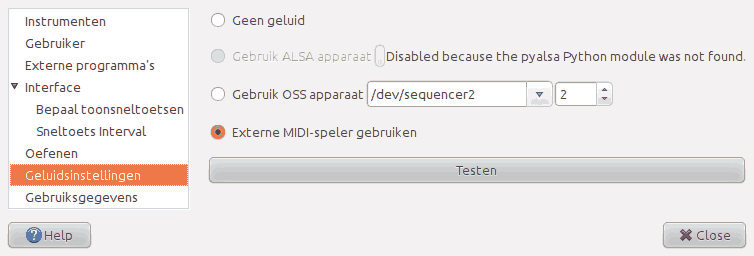 Instrumenten
Gebruiker
Externe programma's
Interface
Bepaal toonsneltoetsen
Sneltoets Interval
Oefenen
Geluidsinstellingen
Gebruiksgegevens
Geen geluid
Gebruik ALSA apparaat Disabled because the pyalsa Python module was not found.
Gebruik OSS apparaat /dev/sequencer2 2
Externe MIDI-speler gebruiken
Testen
Help Close